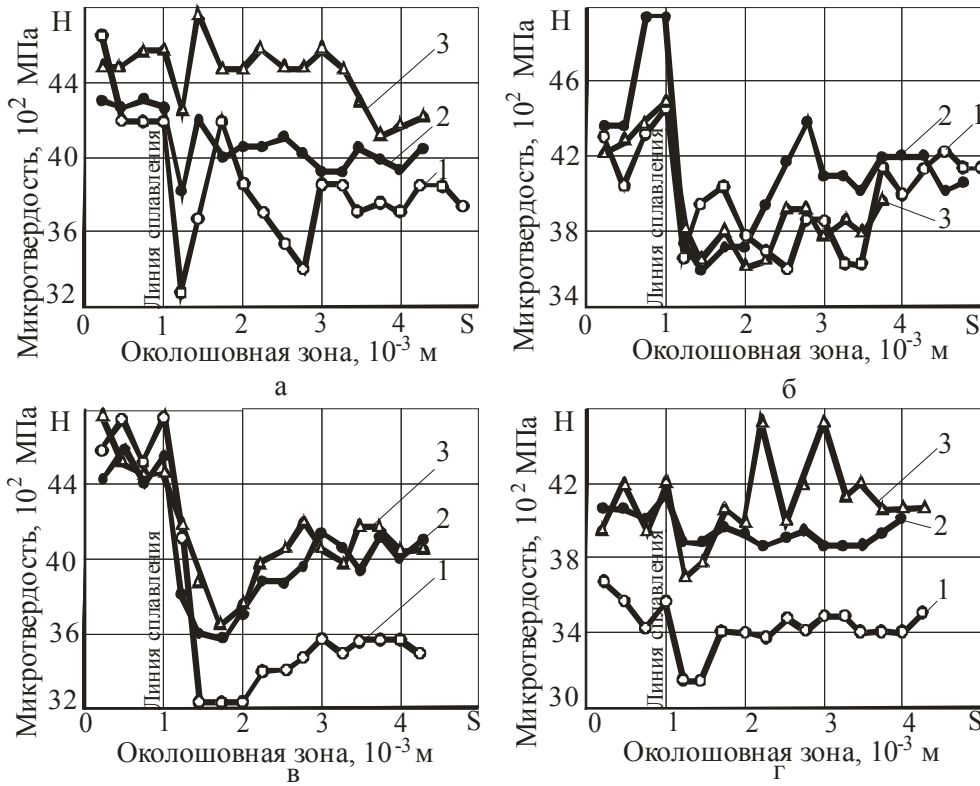 Микротвердость, 10² МПа
H
44
40
36
32
Линия сплавления
3
2
1
0 1 2 3 4 S
Околошовная зона, 10⁻³ м
а
Микротвердость, 10² МПа
H
46
42
38
34
Линия сплавления
2 1
3
0 1 2 3 4 S
Околошовная зона, 10⁻³ м
б
Микротвердость, 10² МПа
H
44
40
36
32
Линия сплавления
3
2
1
0 1 2 3 4 S
Околошовная зона, 10⁻³ м
в
Микротвердость, 10² МПа
H
42
38
34
30
Линия сплавления
3
2
1
0 1 2 3 4 S
Околошовная зона, 10⁻³ м
г